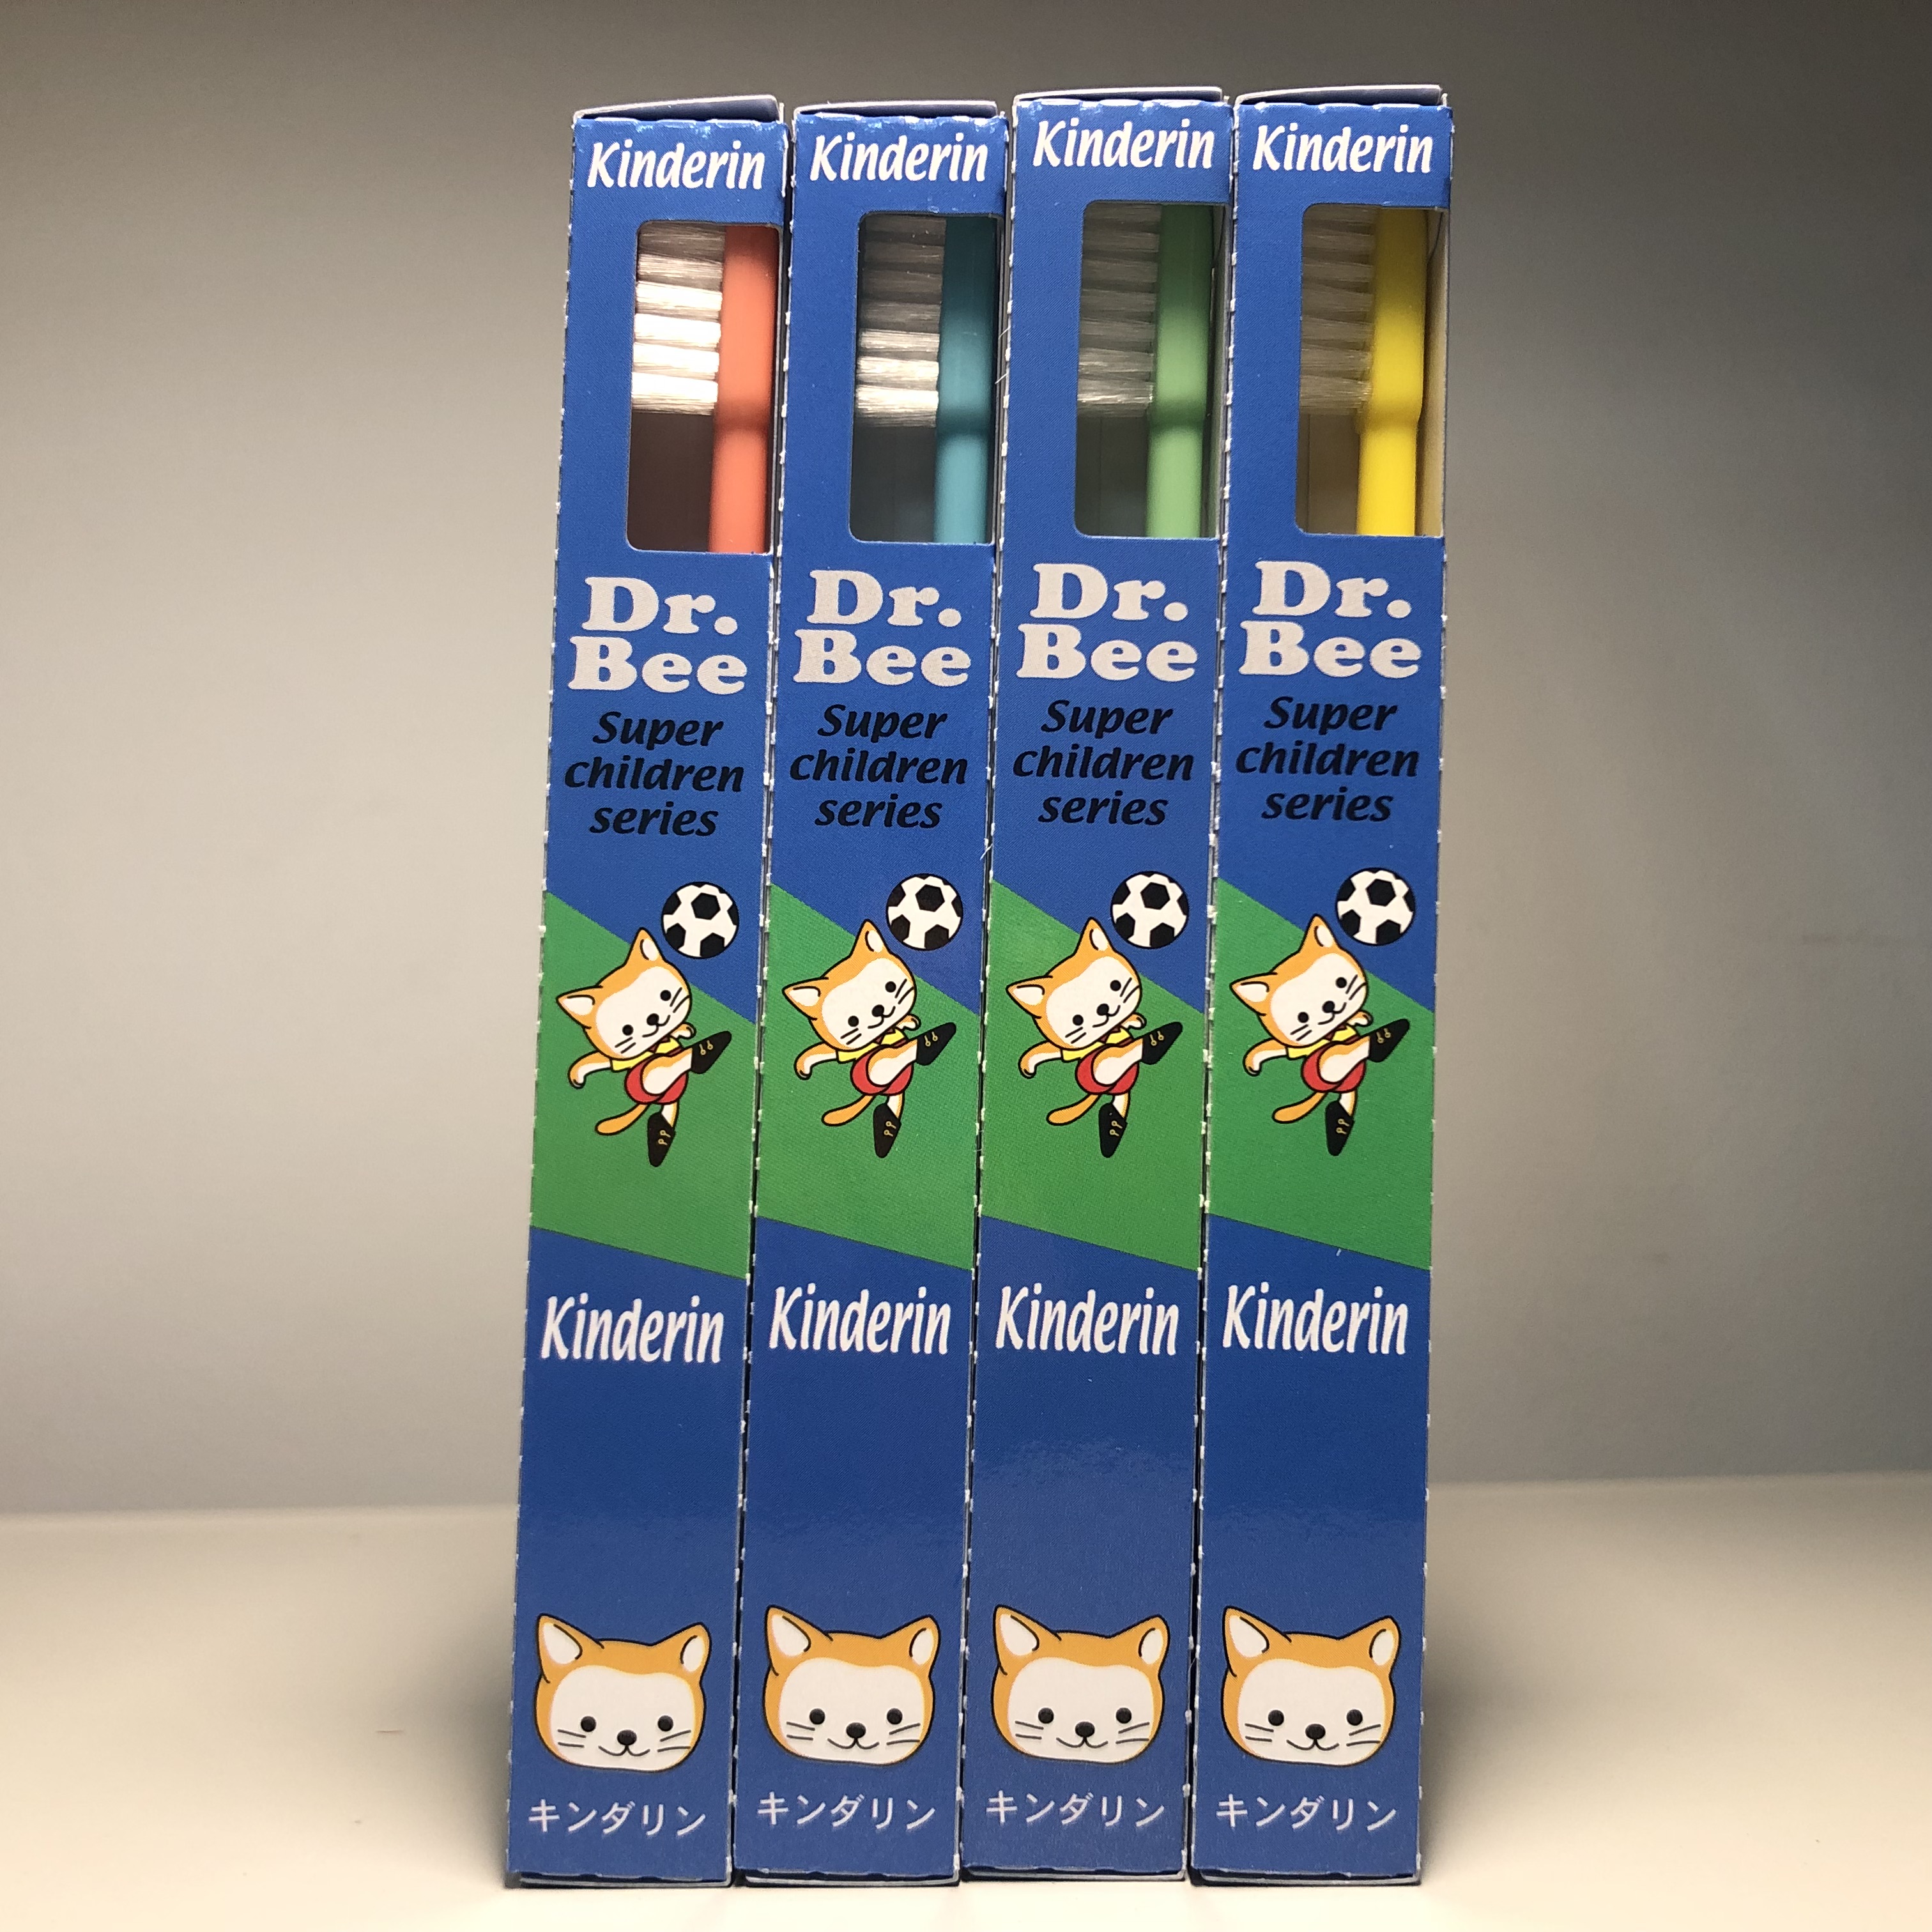 Kinderin
Dr.
Bee
Super
children
series
Kinderin
キンダリン
Kinderin
Dr.
Bee
Super
children
series
Kinderin
キンダリン
Kinderin
Dr.
Bee
Super
children
series
Kinderin
キンダリン
Kinderin
Dr.
Bee
Super
children
series
Kinderin
キンダリン